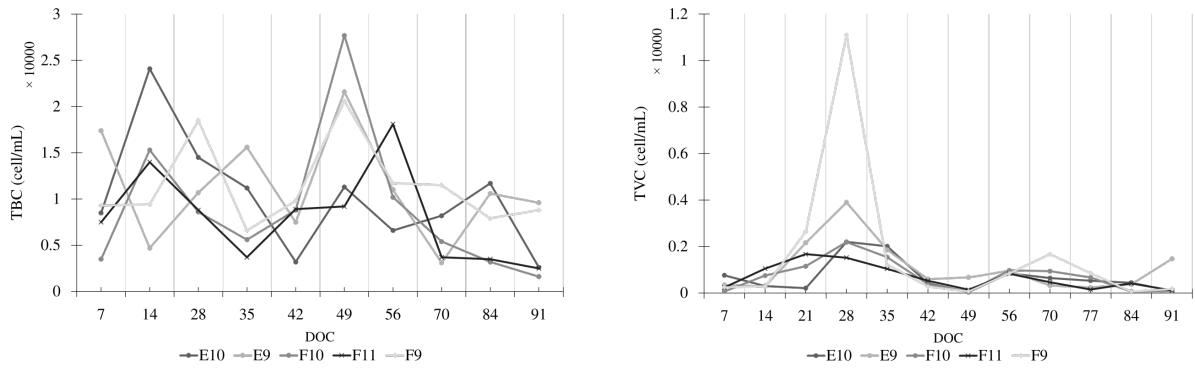 3
2.5
2
1.5
1
0.5
0
× 10000
TBC (cell/mL)
7 14 28 35 42 49 56 70 84 91
DOC
E10 E9 F10 F11 F9
1.2
1
0.8
0.6
0.4
0.2
0
× 10000
TVC (cell/mL)
7 14 21 28 35 42 49 56 70 77 84 91
DOC
E10 E9 F10 F11 F9